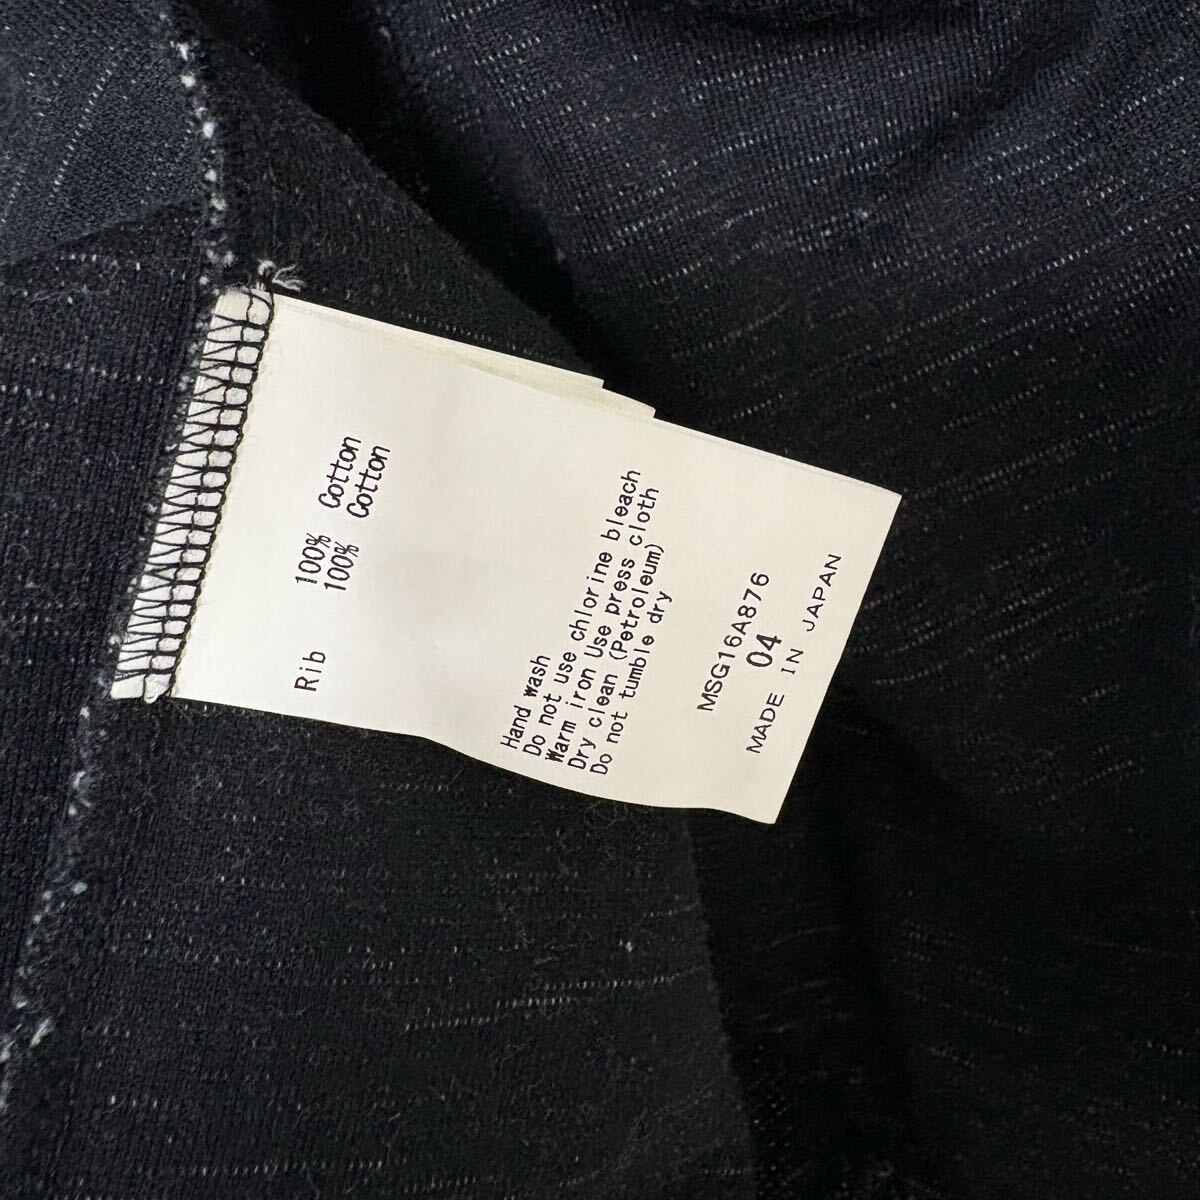 100% Cotton
Rib 100% Cotton
Hand wash
Do not use chlorine bleach
Warm iron Use press cloth
Dry clean (Petroleum)
Do not tumble dry
MSG16A876
04
MADE IN JAPAN